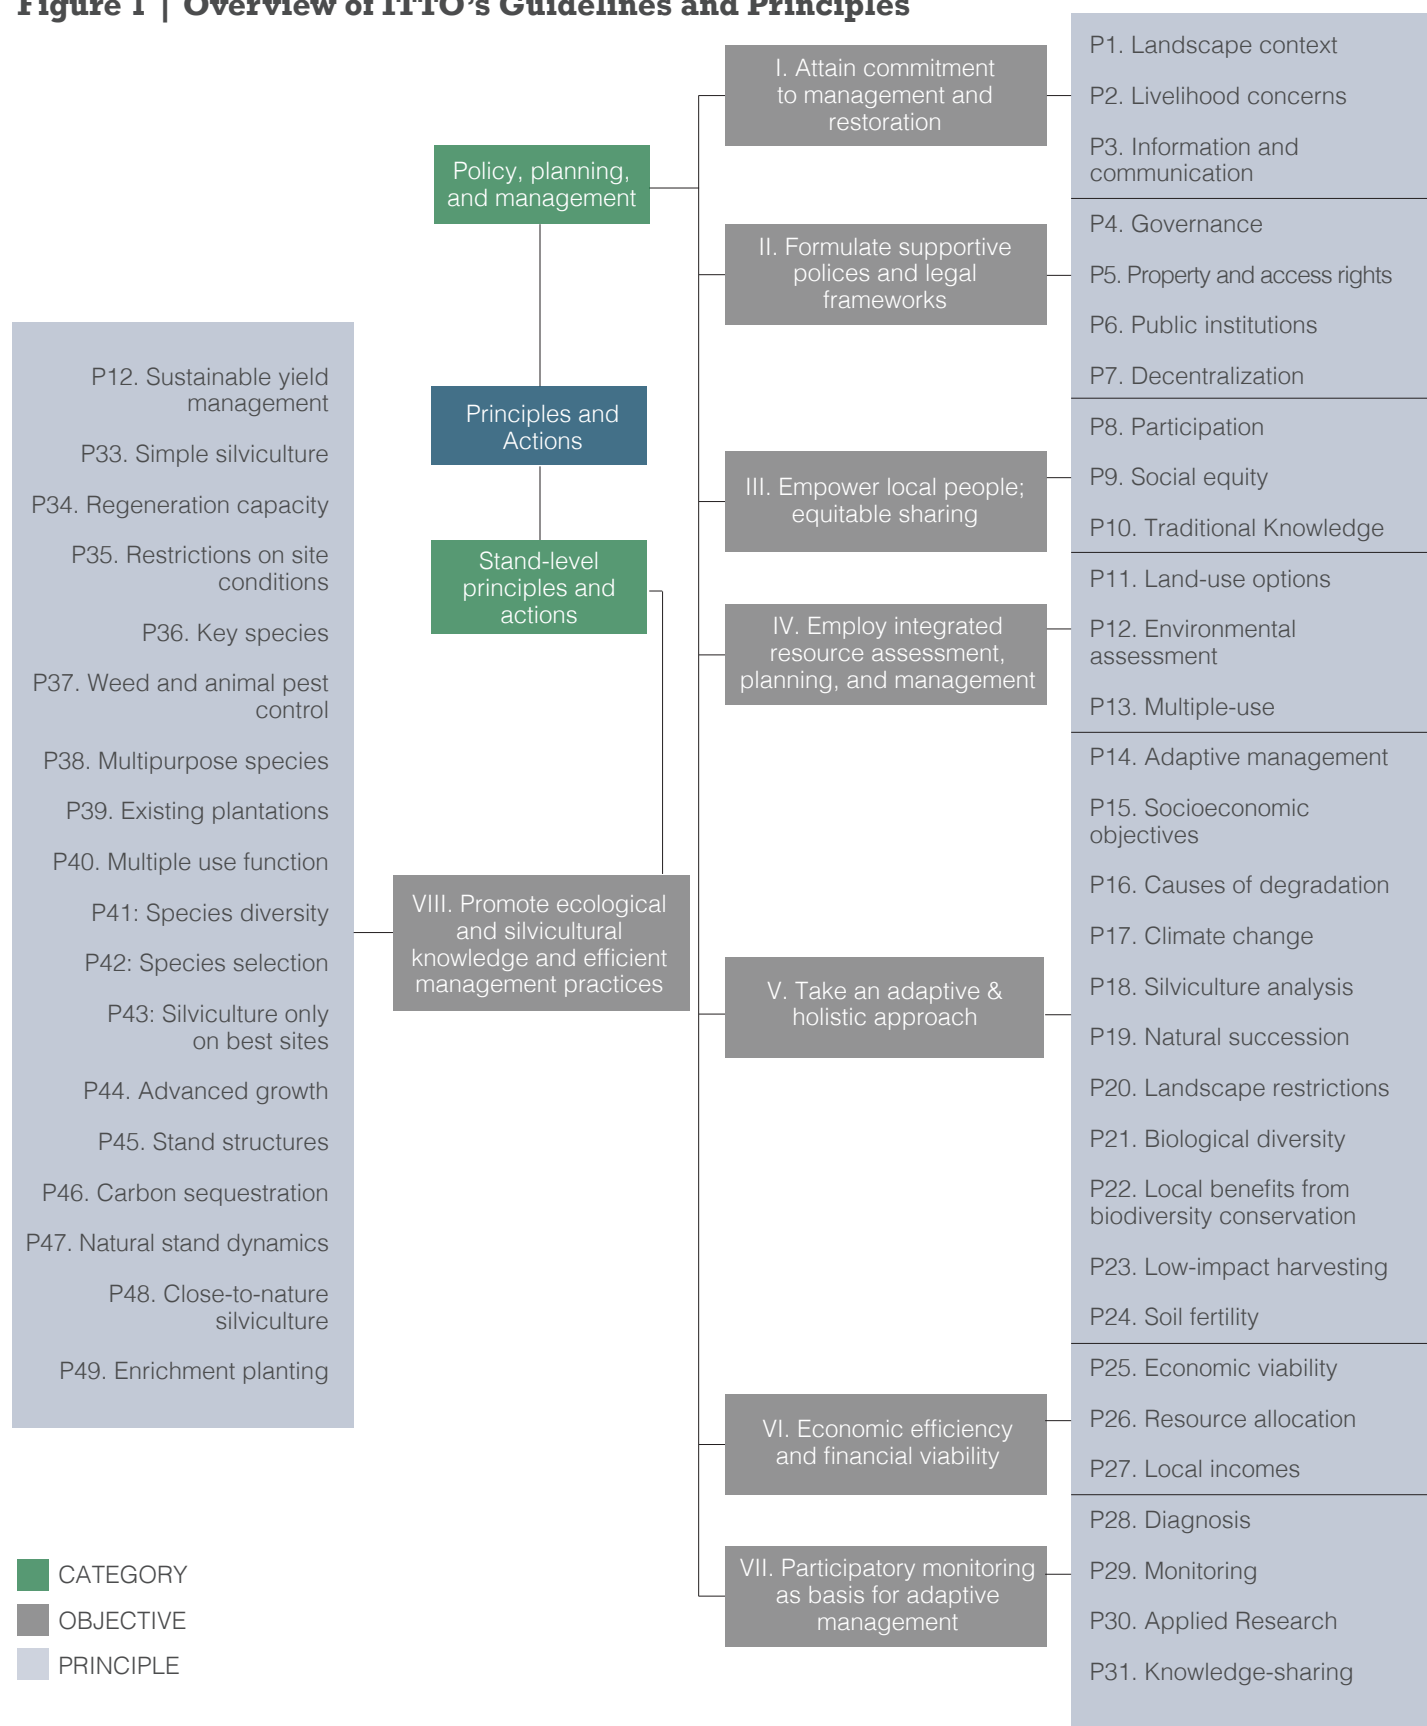 Figure 1 | Overview of ITTO's Guidelines and Principles
Policy, planning,
and management
Principles and
Actions
Stand-level
principles and
actions
I. Attain commitment
to management and
restoration
P1. Landscape context
P2. Livelihood concerns
P3. Information and
communication
II. Formulate supportive
polices and legal
frameworks
P4. Governance
P5. Property and access rights
P6. Public institutions
P7. Decentralization
III. Empower local people;
equitable sharing
P8. Participation
P9. Social equity
P10. Traditional Knowledge
IV. Employ integrated
resource assessment,
planning, and management
P11. Land-use options
P12. Environmental
assessment
P13. Multiple-use
V. Take an adaptive &
holistic approach
P14. Adaptive management
P15. Socioeconomic
objectives
P16. Causes of degradation
P17. Climate change
P18. Silviculture analysis
P19. Natural succession
P20. Landscape restrictions
P21. Biological diversity
P22. Local benefits from
biodiversity conservation
P23. Low-impact harvesting
P24. Soil fertility
VI. Economic efficiency
and financial viability
P25. Economic viability
P26. Resource allocation
P27. Local incomes
VII. Participatory monitoring
as basis for adaptive
management
P28. Diagnosis
P29. Monitoring
P30. Applied Research
P31. Knowledge-sharing
VIII. Promote ecological
and silvicultural
knowledge and efficient
management practices
P12. Sustainable yield
management
P33. Simple silviculture
P34. Regeneration capacity
P35. Restrictions on site
conditions
P36. Key species
P37. Weed and animal pest
control
P38. Multipurpose species
P39. Existing plantations
P40. Multiple use function
P41: Species diversity
P42: Species selection
P43: Silviculture only
on best sites
P44. Advanced growth
P45. Stand structures
P46. Carbon sequestration
P47. Natural stand dynamics
P48. Close-to-nature
silviculture
P49. Enrichment planting
CATEGORY
OBJECTIVE
PRINCIPLE